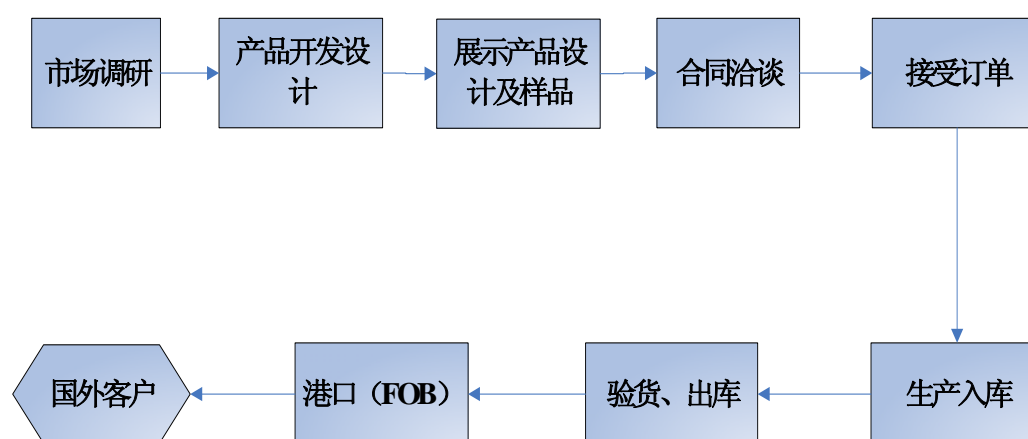 市场调研
产品开发设
计
展示产品设
计及样品
合同洽谈
接受订单
生产入库
验货、出库
港口（FOB）
国外客户